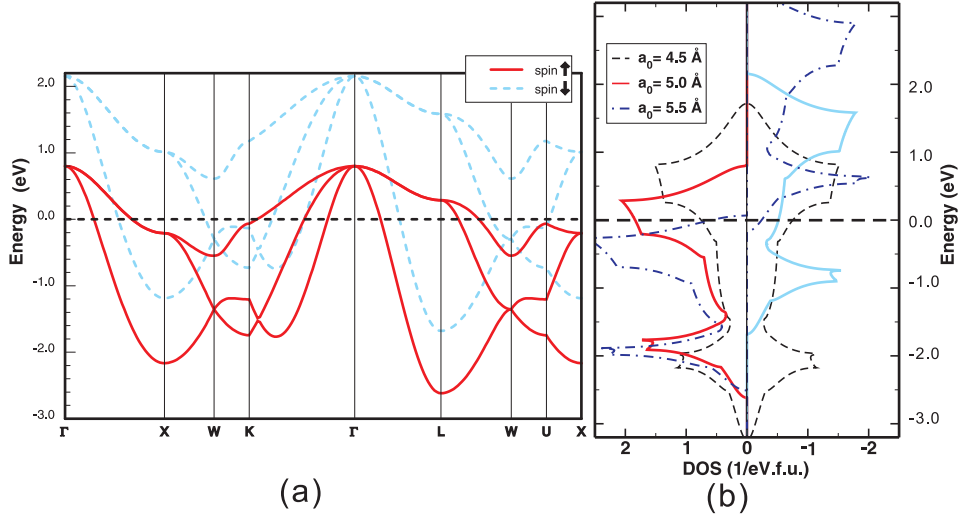 spin ↑
spin ↓
Energy (eV)
2.0
1.0
0.0
-1.0
-2.0
-3.0
Γ X W K Γ L W U X
(a)
a₀= 4.5 Å
a₀= 5.0 Å
a₀= 5.5 Å
2.0
1.0
0.0
-1.0
-2.0
-3.0
Energy (eV)
2 1 0 -1 -2
DOS (1/eV.f.u.)
(b)